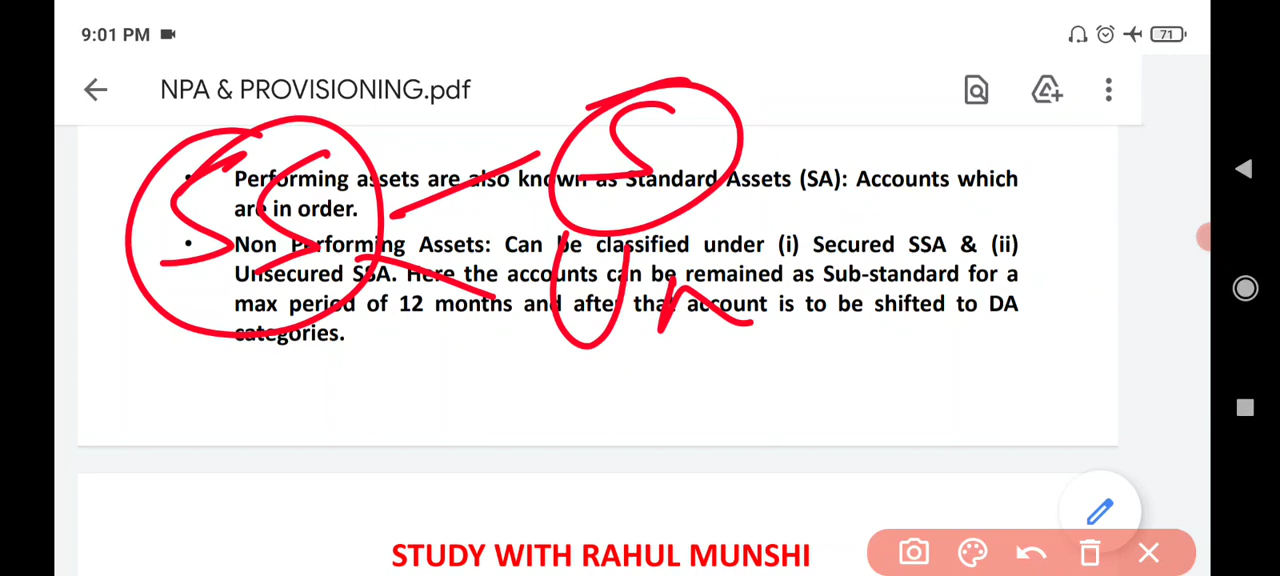 9:01 PM
71
NPA & PROVISIONING.pdf
• Performing assets are also known as Standard Assets (SA): Accounts which
are in order.
• Non Performing Assets: Can be classified under (i) Secured SSA & (ii)
Unsecured SSA. Here the accounts can be remained as Sub-standard for a
max period of 12 months and after that account is to be shifted to DA
categories.
SS
S
Un
STUDY WITH RAHUL MUNSHI